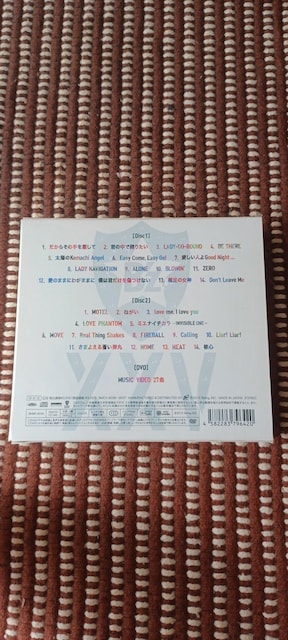 [Disc1]
1. だからその手を離して 2. 君の中で踊りたい 3. LADY-GO-ROUND 4. BE THERE
5. 太陽のKomachi Angel 6. Easy Come, Easy Go! 7. 愛しい人よGood Night...
8. LADY NAVIGATION 9. ALONE 10. BLOWIN' 11. ZERO
12. 愛のままにわがままに 僕は君だけを傷つけない 13. 裸足の女神 14. Don't Leave Me
[Disc2]
1. MOTEL 2. ねがい 3. love me, I love you
4. LOVE PHANTOM 5. ミエナイチカラ ~INVISIBLE ONE~
6. MOVE 7. Real Thing Shakes 8. FIREBALL 9. Calling 10. Liar! Liar!
11. さまよえる蒼い弾丸 12. HOME 13. HEAT 14. 銀心
[DVD]
MUSIC VIDEO 27曲
4 582283 796420